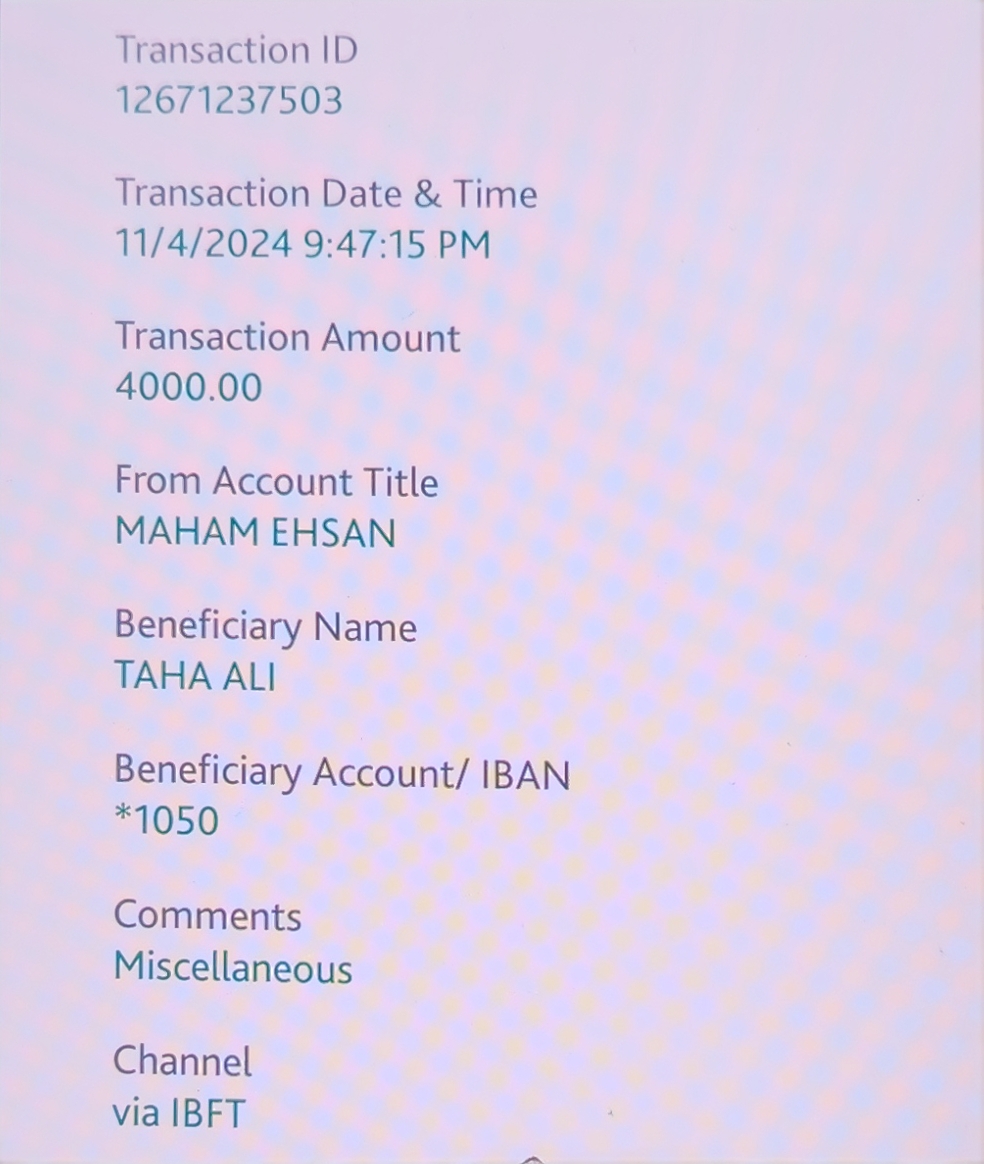 Transaction ID
12671237503
Transaction Date & Time
11/4/2024 9:47:15 PM
Transaction Amount
4000.00
From Account Title
MAHAM EHSAN
Beneficiary Name
TAHA ALI
Beneficiary Account/ IBAN
*1050
Comments
Miscellaneous
Channel
via IBFT